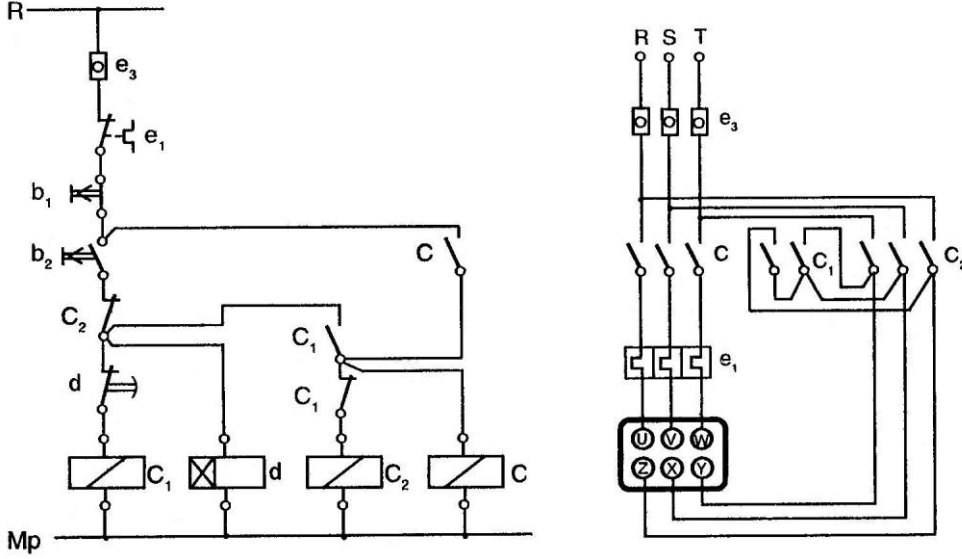 R
e₃
e₁
b₁
b₂
C
C₂
C₁
d
C₁
C₁
d
C₂
C
Mp
R S T
e₃
C
C₁
C₂
e₁
U V W
Z X Y